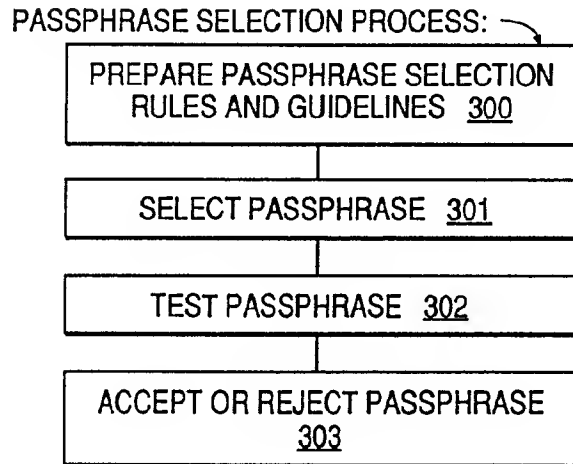 PASSPHRASE SELECTION PROCESS:
PREPARE PASSPHRASE SELECTION
RULES AND GUIDELINES 300
SELECT PASSPHRASE 301
TEST PASSPHRASE 302
ACCEPT OR REJECT PASSPHRASE
303